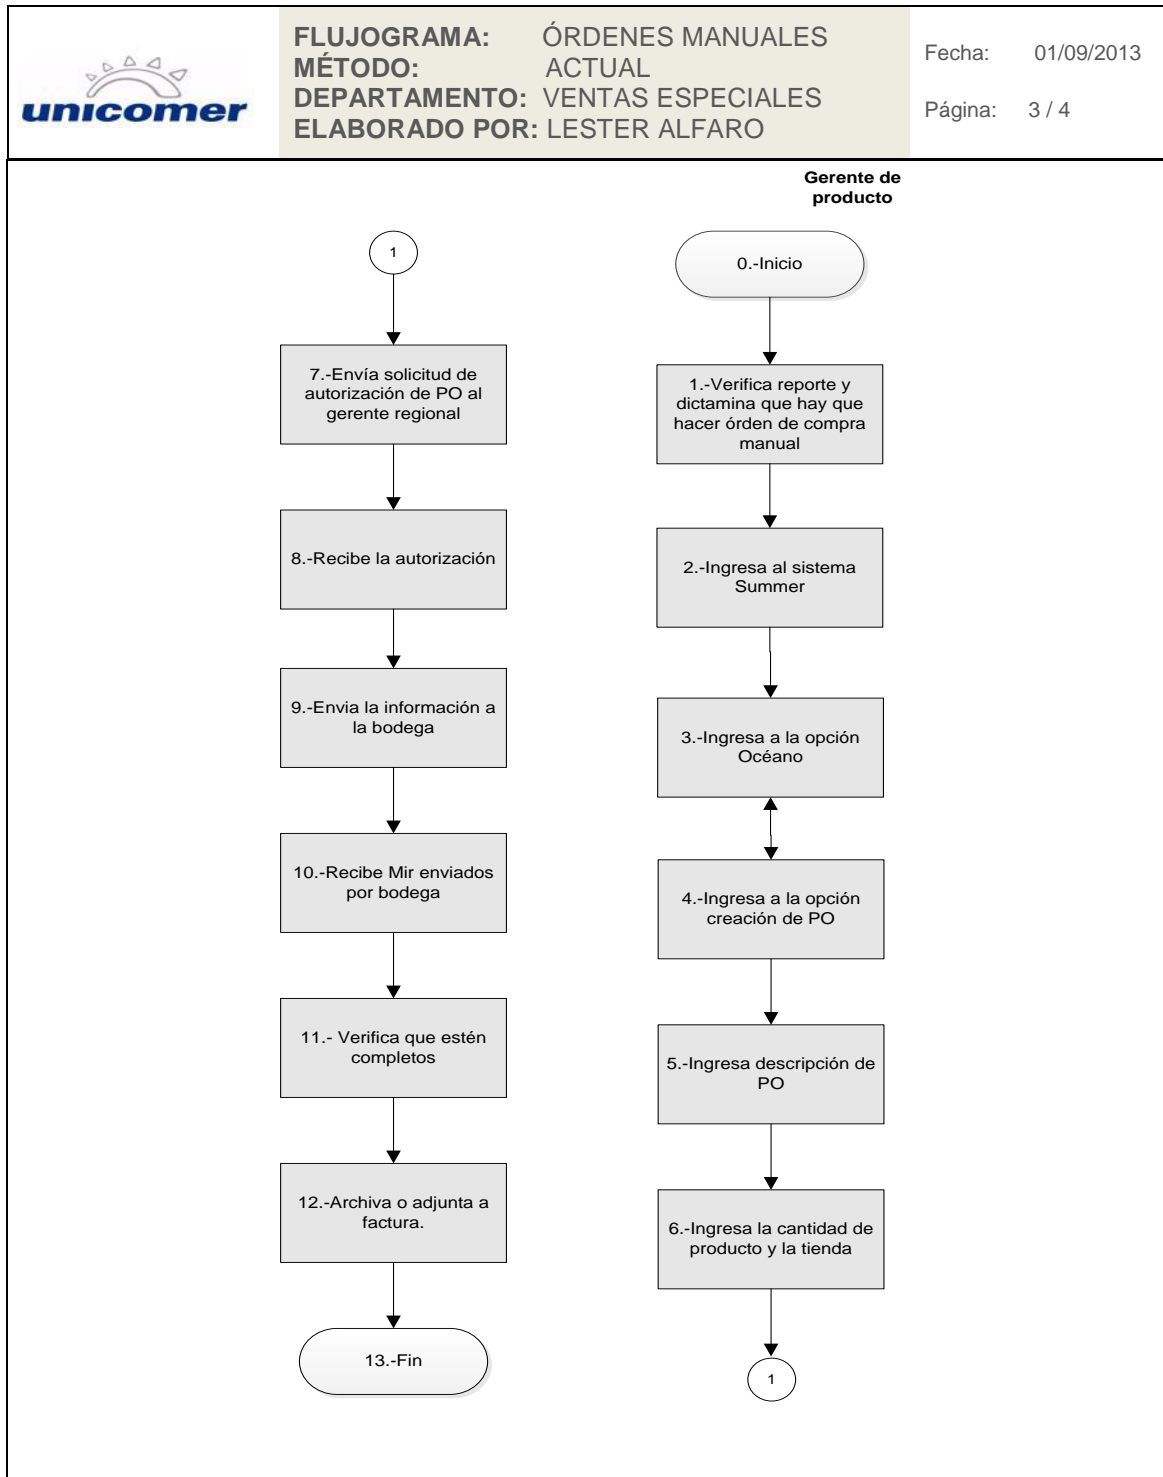 unicomer
FLUJOGRAMA: ÓRDENES MANUALES
MÉTODO: ACTUAL
DEPARTAMENTO: VENTAS ESPECIALES
ELABORADO POR: LESTER ALFARO
Fecha: 01/09/2013
Página: 3 / 4
Gerente de
producto
0.-Inicio
1.-Verifica reporte y
dictamina que hay que
hacer órden de compra
manual
2.-Ingresa al sistema
Summer
3.-Ingresa a la opción
Océano
4.-Ingresa a la opción
creación de PO
5.-Ingresa descripción de
PO
6.-Ingresa la cantidad de
producto y la tienda
1
1
7.-Envía solicitud de
autorización de PO al
gerente regional
8.-Recibe la autorización
9.-Envia la información a
la bodega
10.-Recibe Mir enviados
por bodega
11.- Verifica que estén
completos
12.-Archiva o adjunta a
factura.
13.-Fin